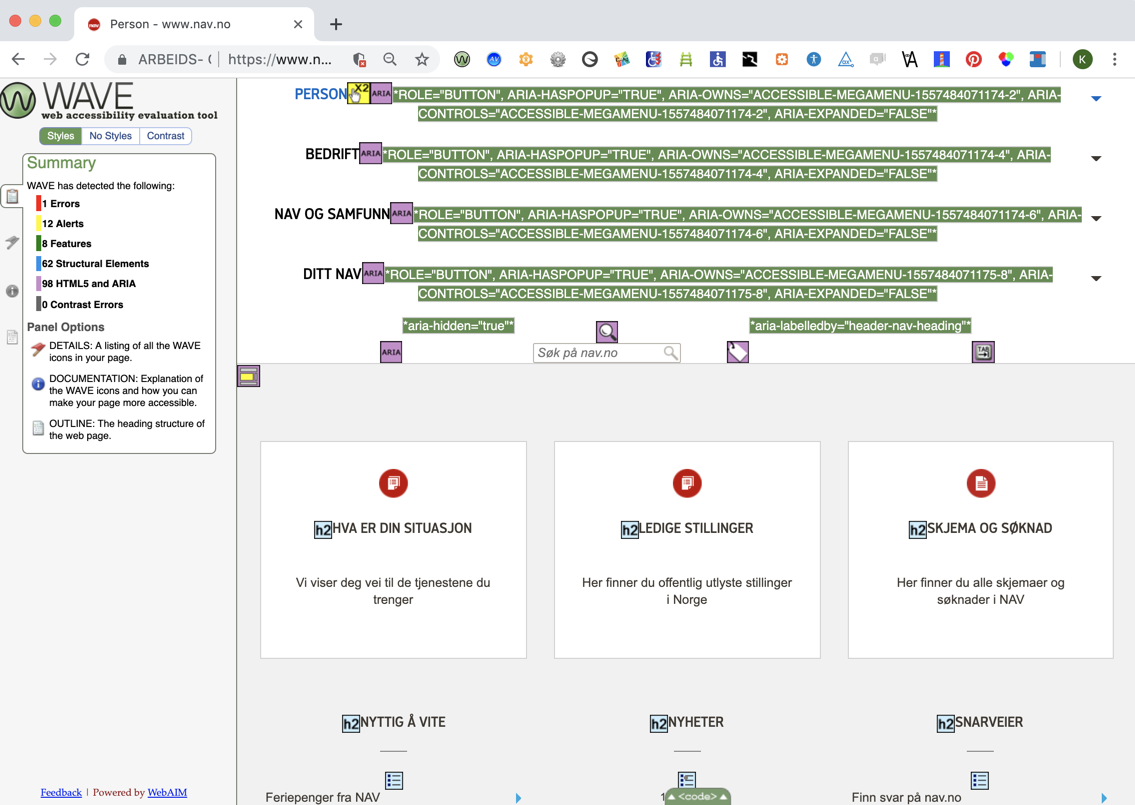 Person - www.nav.no
ARBEIDS- https://www.n...
K
WAVE
web accessibility evaluation tool
Styles No Styles Contrast
Summary
WAVE has detected the following:
1 Errors
12 Alerts
8 Features
62 Structural Elements
98 HTML5 and ARIA
0 Contrast Errors
Panel Options
DETAILS: A listing of all the WAVE
icons in your page.
DOCUMENTATION: Explanation of
the WAVE icons and how you can
make your page more accessible.
OUTLINE: The heading structure of
the web page.
Feedback | Powered by WebAIM
PERSON X2 ARIA *ROLE="BUTTON", ARIA-HASPOPUP="TRUE", ARIA-OWNS="ACCESSIBLE-MEGAMENU-1557484071174-2", ARIA-
CONTROLS="ACCESSIBLE-MEGAMENU-1557484071174-2", ARIA-EXPANDED="FALSE"*
BEDRIFT ARIA *ROLE="BUTTON", ARIA-HASPOPUP="TRUE", ARIA-OWNS="ACCESSIBLE-MEGAMENU-1557484071174-4", ARIA-
CONTROLS="ACCESSIBLE-MEGAMENU-1557484071174-4", ARIA-EXPANDED="FALSE"*
NAV OG SAMFUNN ARIA *ROLE="BUTTON", ARIA-HASPOPUP="TRUE", ARIA-OWNS="ACCESSIBLE-MEGAMENU-1557484071174-6", ARIA-
CONTROLS="ACCESSIBLE-MEGAMENU-1557484071174-6", ARIA-EXPANDED="FALSE"*
DITT NAV ARIA *ROLE="BUTTON", ARIA-HASPOPUP="TRUE", ARIA-OWNS="ACCESSIBLE-MEGAMENU-1557484071175-8", ARIA-
CONTROLS="ACCESSIBLE-MEGAMENU-1557484071175-8", ARIA-EXPANDED="FALSE"*
*aria-hidden="true"* *aria-labelledby="header-nav-heading"*
ARIA Søk på nav.no TAB
h2 HVA ER DIN SITUASJON
Vi viser deg vei til de tjenestene du
trenger
h2 LEDIGE STILLINGER
Her finner du offentlig utlyste stillinger
i Norge
h2 SKJEMA OG SØKNAD
Her finner du alle skjemaer og
søknader i NAV
h2 NYTTIG Å VITE
Feriepenger fra NAV
h2 NYHETER
<code>
h2 SNARVEIER
Finn svar på nav.no